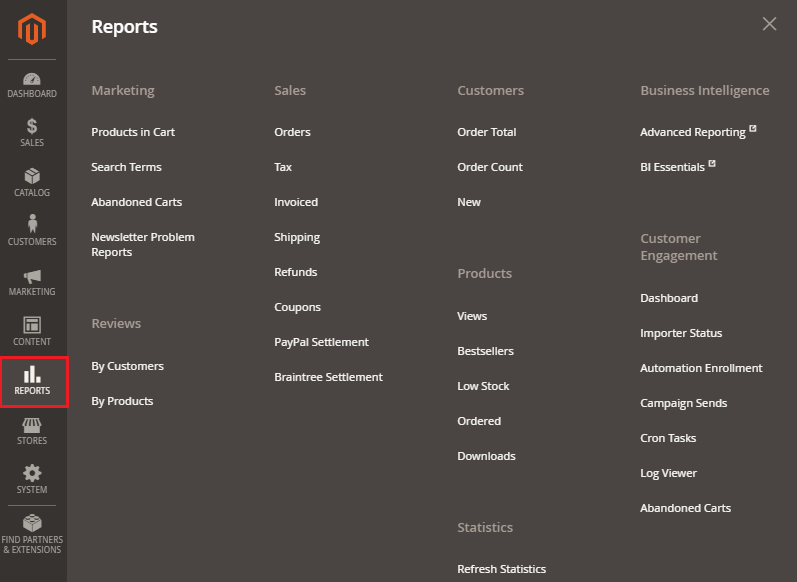 DASHBOARD
SALES
CATALOG
CUSTOMERS
MARKETING
CONTENT
REPORTS
STORES
SYSTEM
FIND PARTNERS
& EXTENSIONS
Reports
Marketing
Products in Cart
Search Terms
Abandoned Carts
Newsletter Problem
Reports
Reviews
By Customers
By Products
Sales
Orders
Tax
Invoiced
Shipping
Refunds
Coupons
PayPal Settlement
Braintree Settlement
Customers
Order Total
Order Count
New
Products
Views
Bestsellers
Low Stock
Ordered
Downloads
Statistics
Refresh Statistics
Business Intelligence
Advanced Reporting
BI Essentials
Customer
Engagement
Dashboard
Importer Status
Automation Enrollment
Campaign Sends
Cron Tasks
Log Viewer
Abandoned Carts